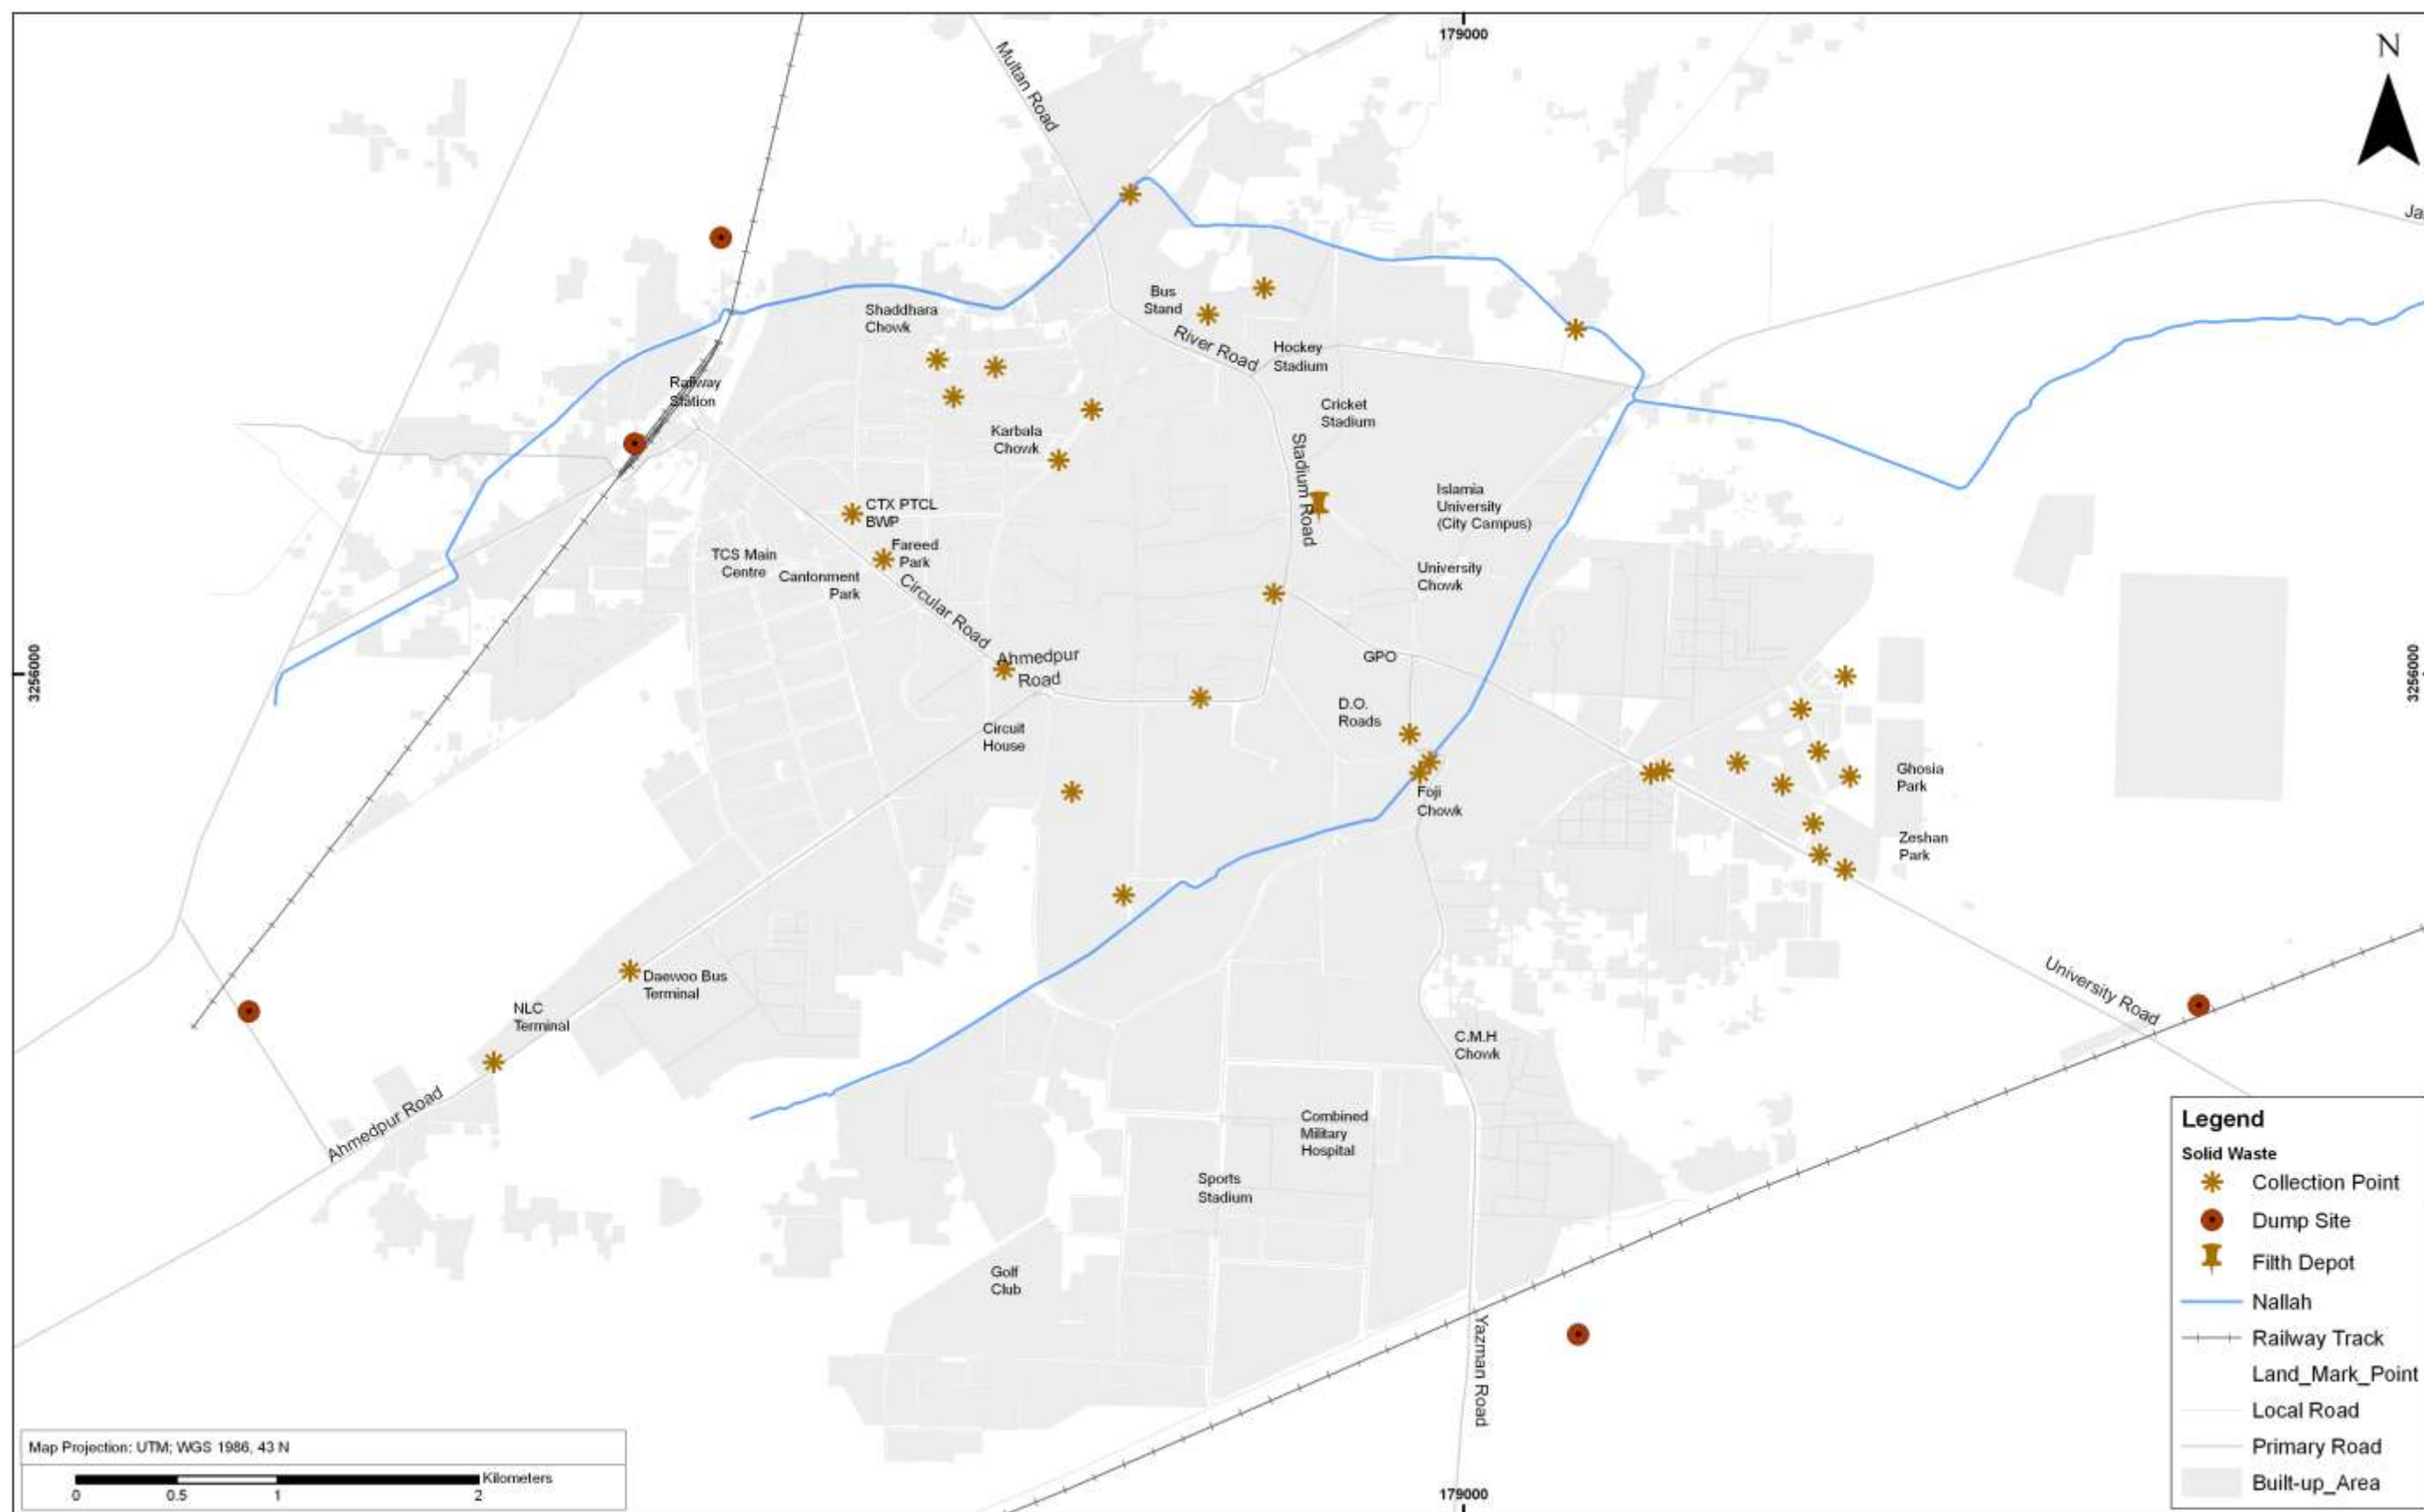 179000
N
Multan Road
Ja
Bus
Stand
Shaddhara
Chowk
River Road
Hockey
Stadium
Railway
Station
Cricket
Stadium
Karbala
Chowk
Stadium Road
Islamia
University
(City Campus)
CTX PTCL
BWP
Fareed
Park
TCS Main
Centre
Cantonment
Park
University
Chowk
Circular Road
Ahmedpur
Road
GPO
3256000
3256000
D.O.
Roads
Circuit
House
Foji
Chowk
Ghosia
Park
Zeshan
Park
Daewoo Bus
Terminal
NLC
Terminal
University Road
C.M.H
Chowk
Ahmedpur Road
Combined
Military
Hospital
Sports
Stadium
Golf
Club
Yazman Road
Legend
Solid Waste
Collection Point
Dump Site
Filth Depot
Nallah
Railway Track
Land_Mark_Point
Local Road
Primary Road
Built-up_Area
Map Projection: UTM; WGS 1986, 43 N
Kilometers
0 0.5 1 2
179000